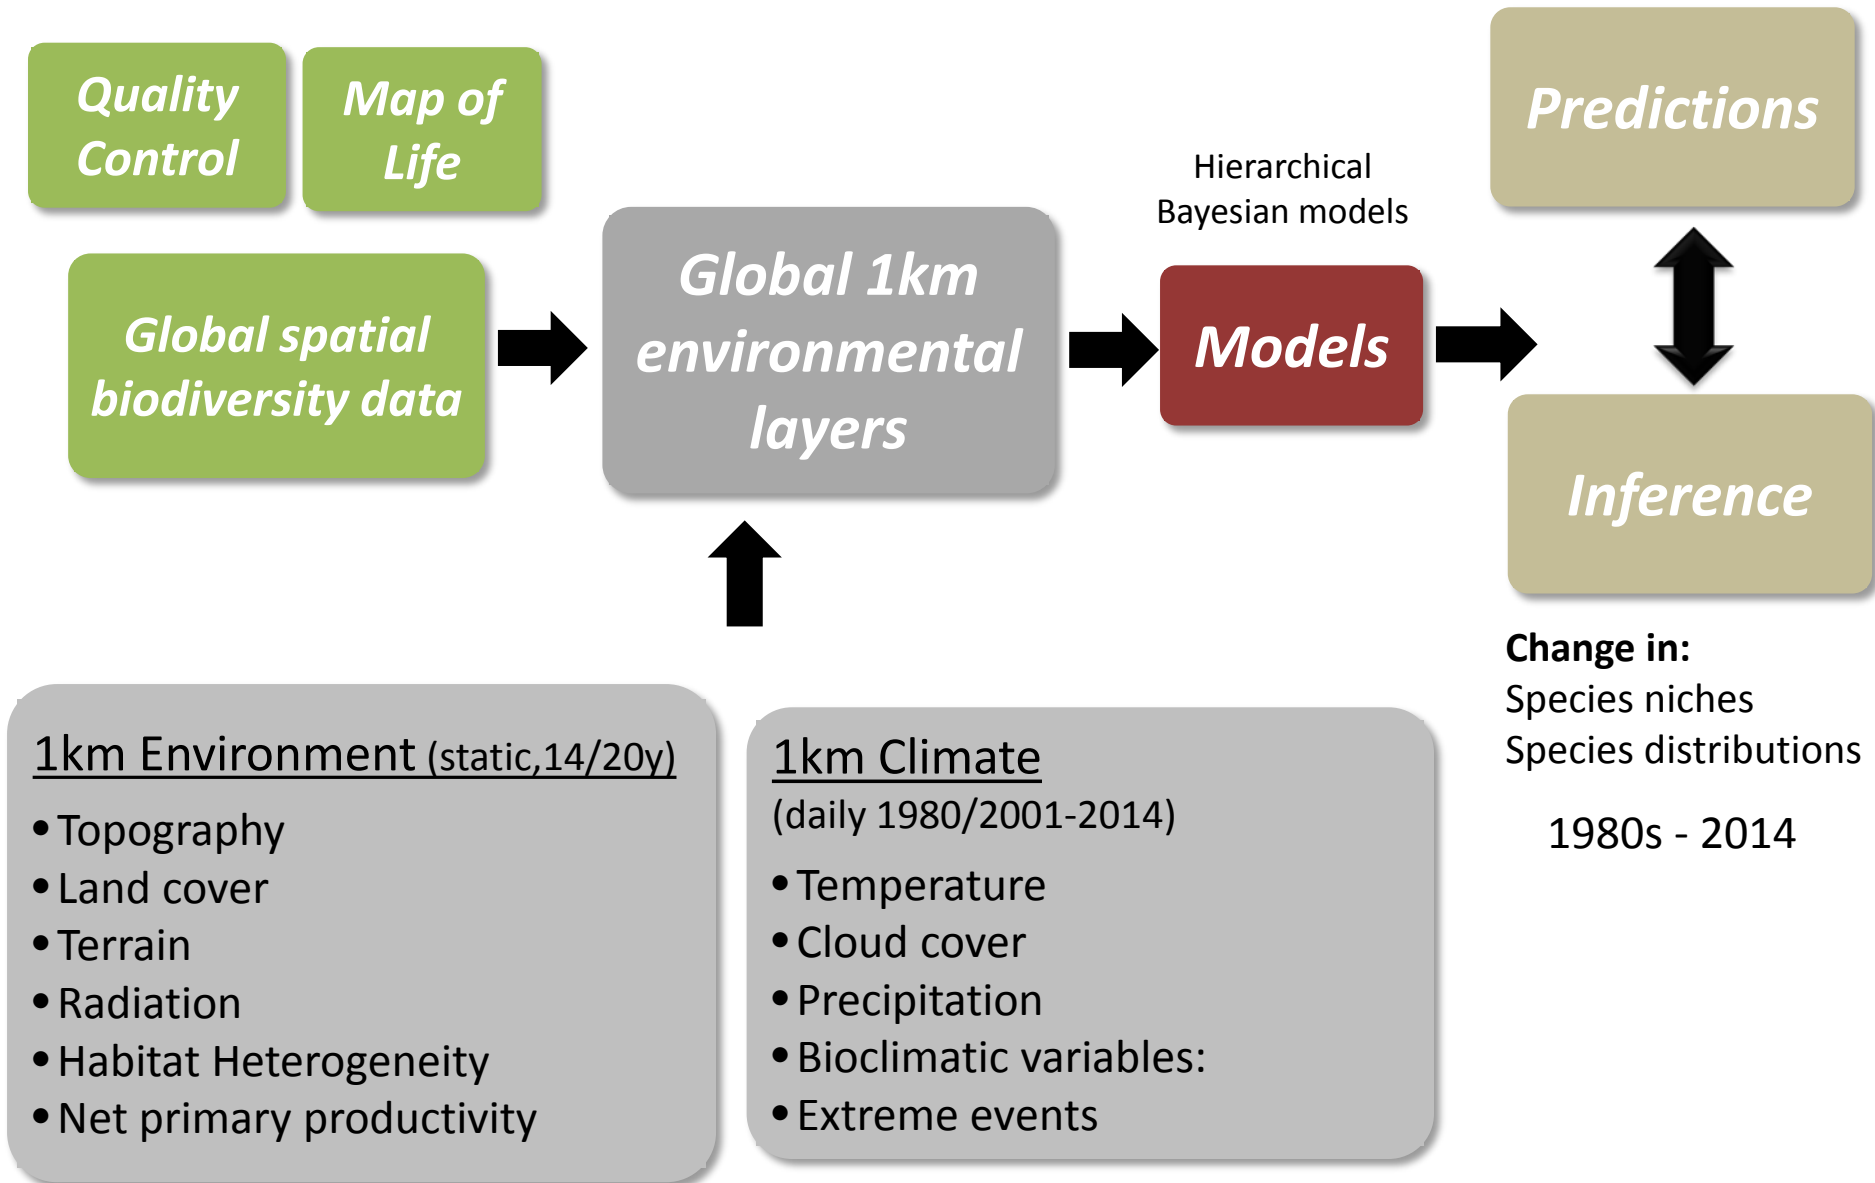 Quality
Control
Map of
Life
Global spatial
biodiversity data
Global 1km
environmental
layers
Hierarchical
Bayesian models
Models
Predictions
Inference
Change in:
Species niches
Species distributions
1980s - 2014
1km Environment (static,14/20y)
• Topography
• Land cover
• Terrain
• Radiation
• Habitat Heterogeneity
• Net primary productivity
1km Climate
(daily 1980/2001-2014)
• Temperature
• Cloud cover
• Precipitation
• Bioclimatic variables:
• Extreme events